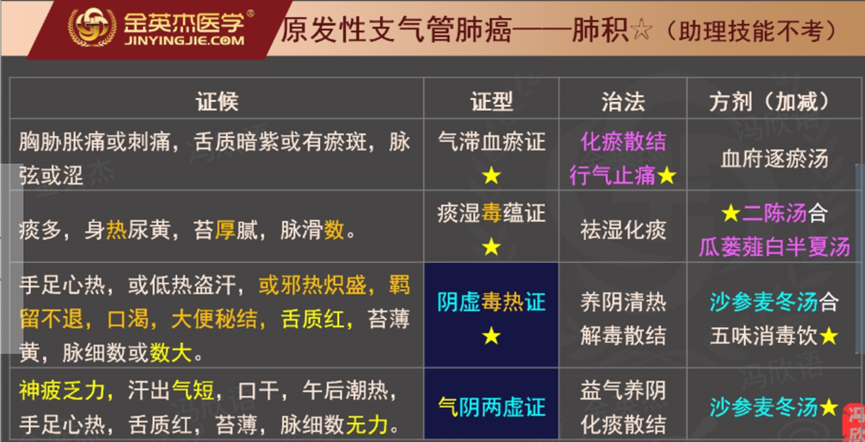 金英杰医学®
JINYINGJIE.COM
原发性支气管肺癌——肺积☆（助理技能不考）
证候 证型 治法 方剂（加减）
胸胁胀痛或刺痛，舌质暗紫或有瘀斑，脉
弦或涩
气滞血瘀证
★
化瘀散结
行气止痛★
血府逐瘀汤
痰多，身热尿黄，苔厚腻，脉滑数。
痰湿毒蕴证
★
祛湿化痰
★二陈汤合
瓜蒌薤白半夏汤
手足心热，或低热盗汗，或邪热炽盛，羁
留不退，口渴，大便秘结，舌质红，苔薄
黄，脉细数或数大。
阴虚毒热证
★
养阴清热
解毒散结
沙参麦冬汤合
五味消毒饮★
神疲乏力，汗出气短，口干，午后潮热，
手足心热，舌质红，苔薄，脉细数无力。
气阴两虚证
益气养阴
化痰散结
沙参麦冬汤★
冯欣语